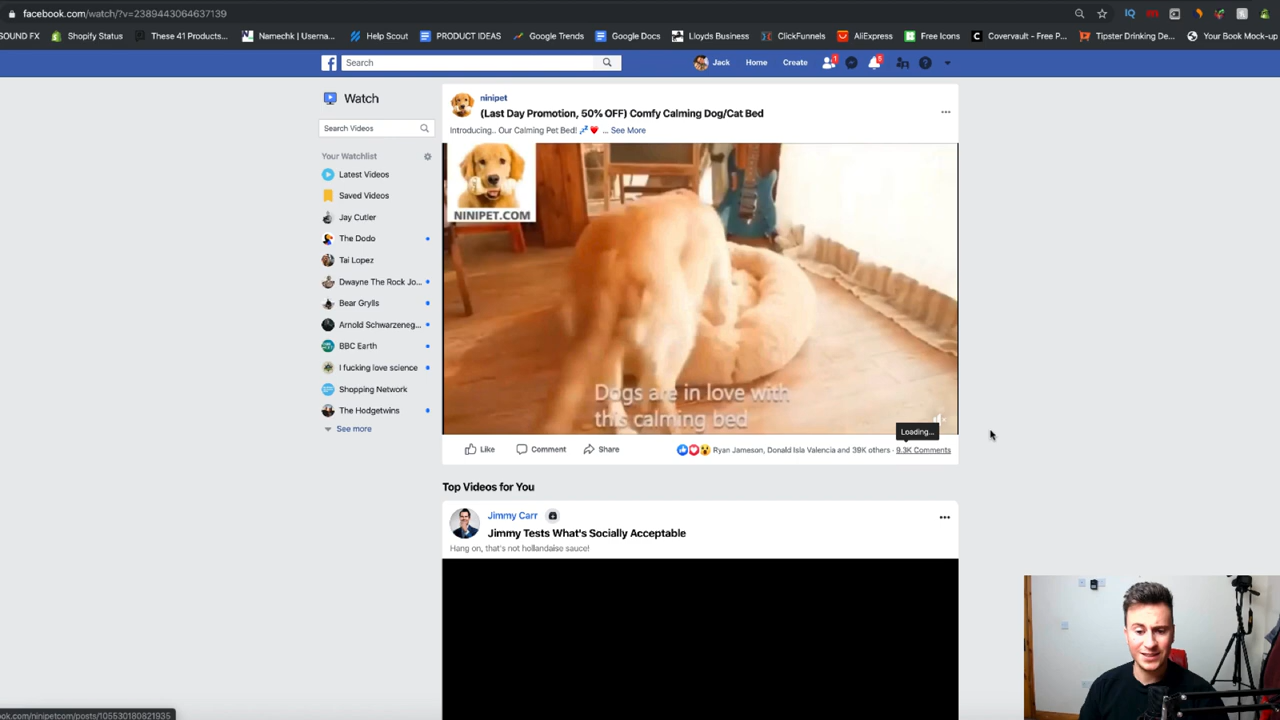 facebook.com/watch/?v=2389443064637139
SOUND FX Shopify Status These 41 Products... Namechk | Userna... Help Scout PRODUCT IDEAS Google Trends Google Docs Lloyds Business ClickFunnels AliExpress Free Icons Covervault - Free P... Tipster Drinking De... Your Book Mock-up
Search Jack Home Create
Watch
Search Videos
Your Watchlist
Latest Videos
Saved Videos
Jay Cutler
The Dodo
Tai Lopez
Dwayne The Rock Jo...
Bear Grylls
Arnold Schwarzeneg...
BBC Earth
I fucking love science
Shopping Network
The Hodgetwins
See more
ninipet
(Last Day Promotion, 50% OFF) Comfy Calming Dog/Cat Bed
Introducing.. Our Calming Pet Bed! 💤❤️ ... See More
NINIPET.COM
Dogs are in love with
this calming bed
Loading...
Like Comment Share Ryan Jameson, Donald Isla Valencia and 39K others · 9.3K Comments
Top Videos for You
Jimmy Carr
Jimmy Tests What's Socially Acceptable
Hang on, that's not hollandaise sauce!
ook.com/ninipetcom/posts/105530180821935